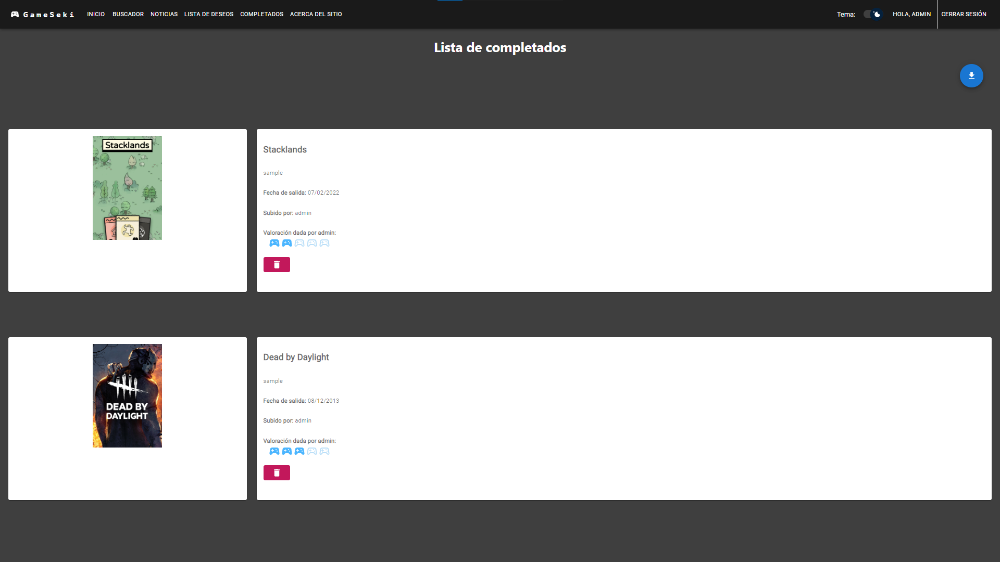 GameSeki INICIO BUSCADOR NOTICIAS LISTA DE DESEOS COMPLETADOS ACERCA DEL SITIO Tema: HOLA, ADMIN CERRAR SESIÓN
Lista de completados
Stacklands
Stacklands
sample
Fecha de salida: 07/02/2022
Subido por: admin
Valoración dada por admin:
DEAD BY
DAYLIGHT
Dead by Daylight
sample
Fecha de salida: 08/12/2013
Subido por: admin
Valoración dada por admin: